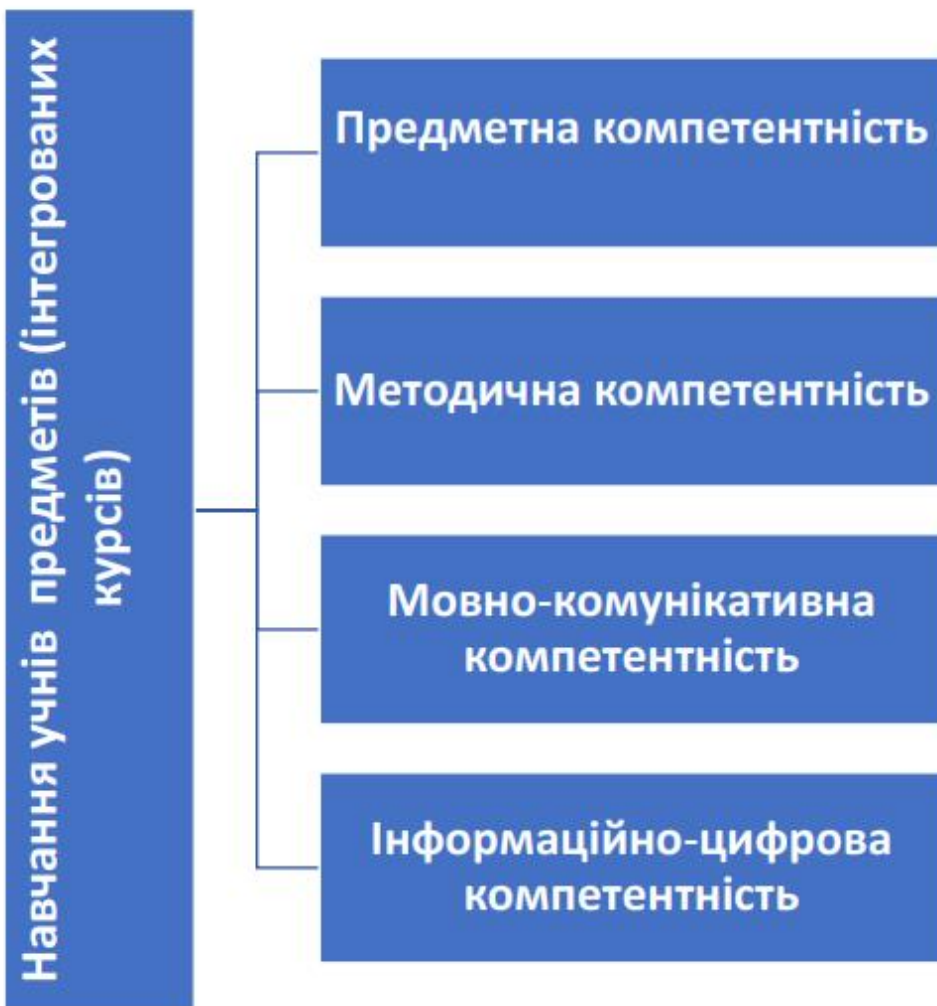 Навчання учнів предметів (інтегрованих
курсів)
Предметна компетентність
Методична компетентність
Мовно-комунікативна
компетентність
Інформаційно-цифрова
компетентність